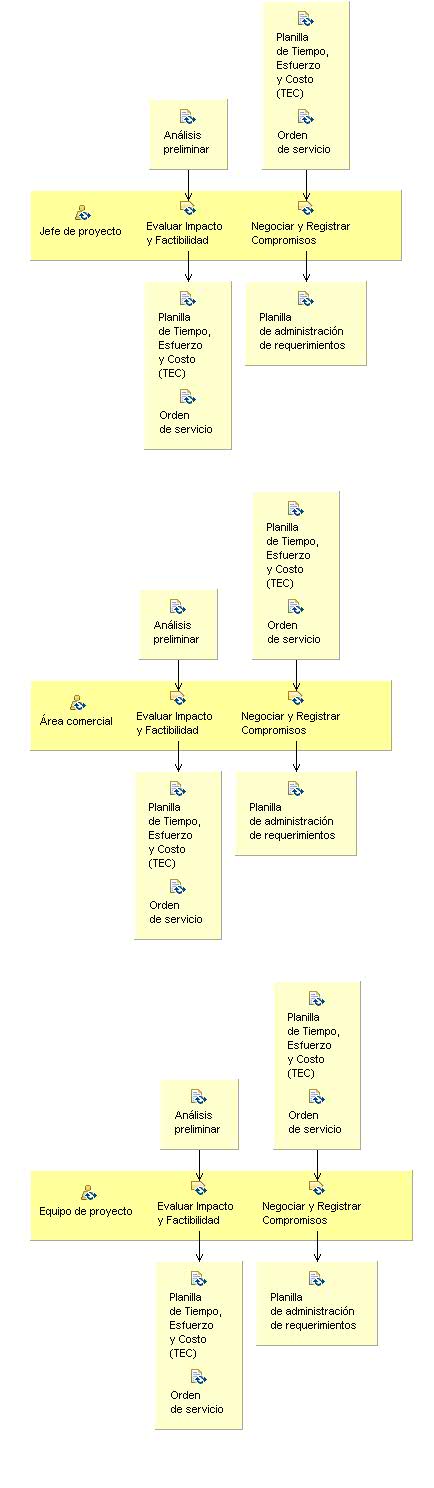 Planilla
de Tiempo,
Esfuerzo
y Costo
(TEC)
Orden
de servicio
Análisis
preliminar
Jefe de proyecto
Evaluar Impacto
y Factibilidad
Negociar y Registrar
Compromisos
Planilla
de Tiempo,
Esfuerzo
y Costo
(TEC)
Orden
de servicio
Planilla
de administración
de requerimientos
Planilla
de Tiempo,
Esfuerzo
y Costo
(TEC)
Orden
de servicio
Análisis
preliminar
Área comercial
Evaluar Impacto
y Factibilidad
Negociar y Registrar
Compromisos
Planilla
de Tiempo,
Esfuerzo
y Costo
(TEC)
Orden
de servicio
Planilla
de administración
de requerimientos
Planilla
de Tiempo,
Esfuerzo
y Costo
(TEC)
Orden
de servicio
Análisis
preliminar
Equipo de proyecto
Evaluar Impacto
y Factibilidad
Negociar y Registrar
Compromisos
Planilla
de Tiempo,
Esfuerzo
y Costo
(TEC)
Orden
de servicio
Planilla
de administración
de requerimientos